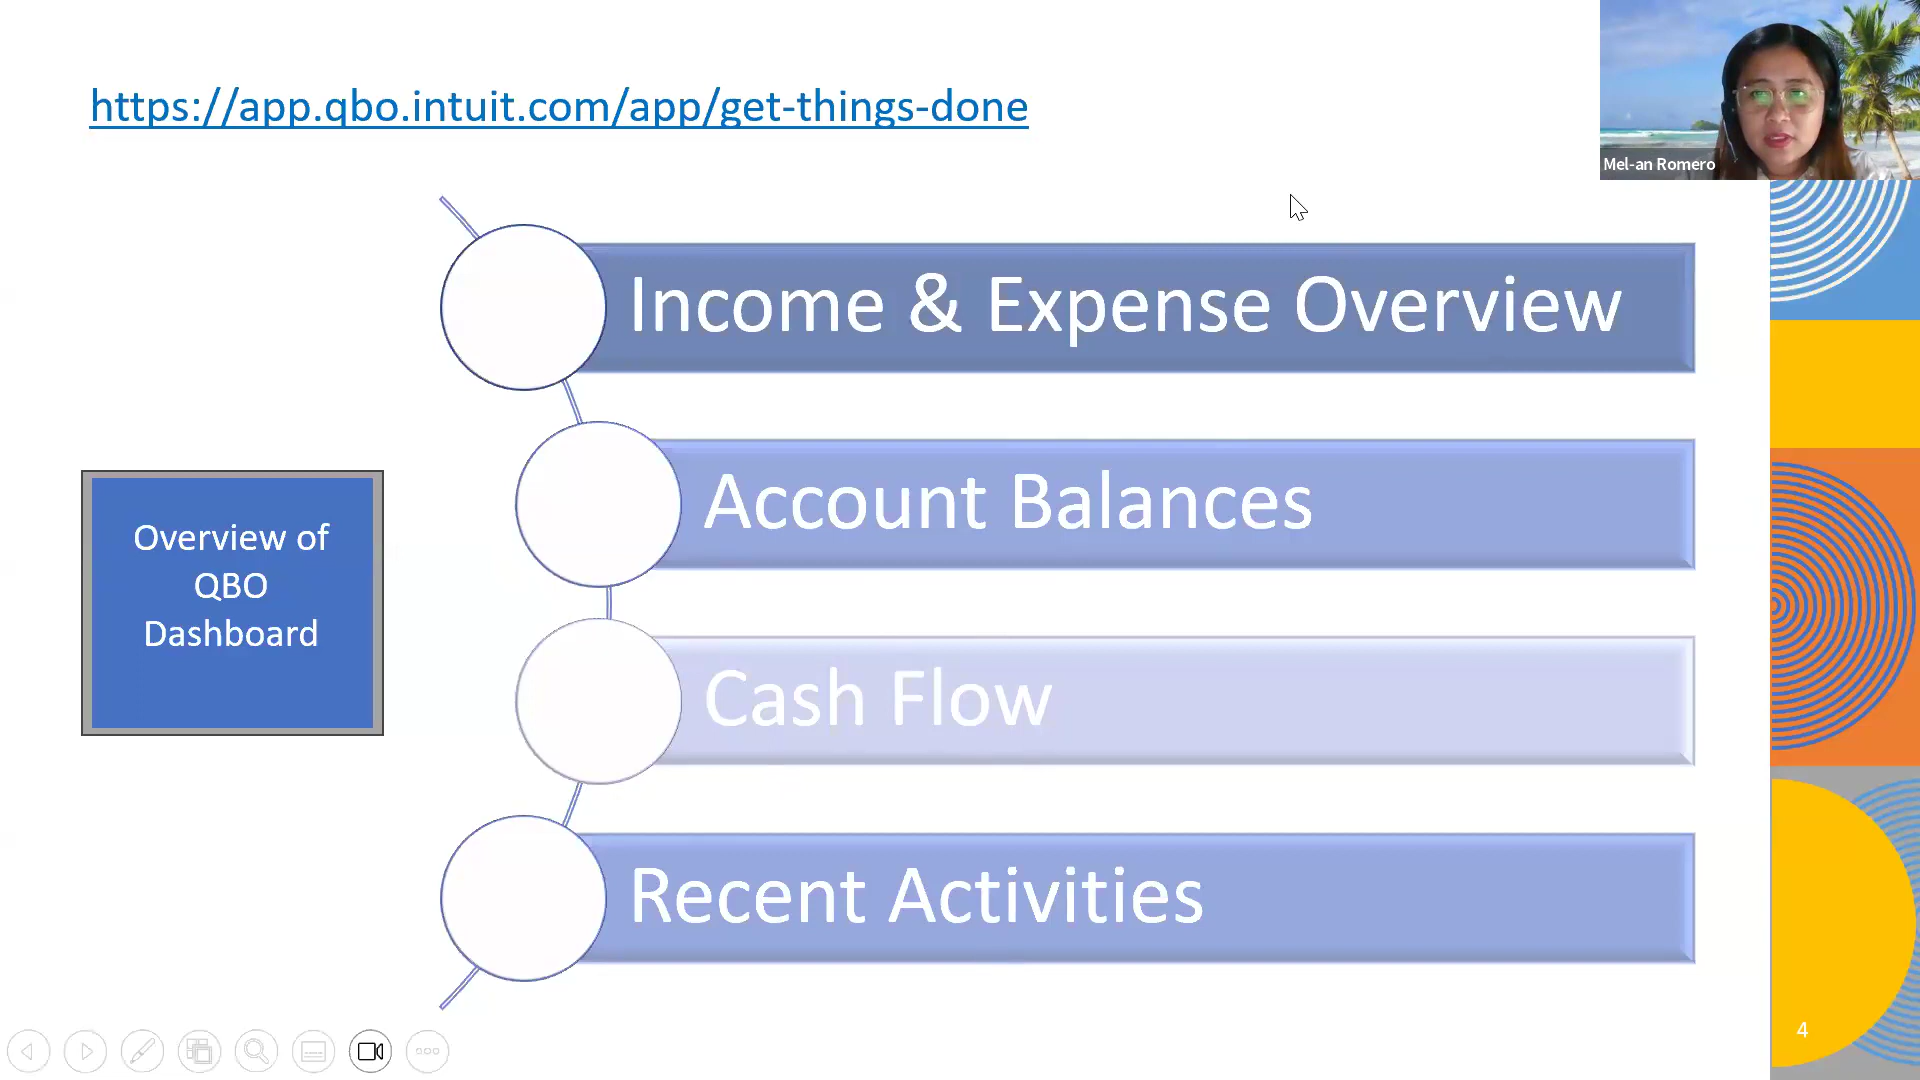 https://app.qbo.intuit.com/app/get-things-done
Mel-an Romero
Income & Expense Overview
Account Balances
Overview of
QBO
Dashboard
Cash Flow
Recent Activities
4